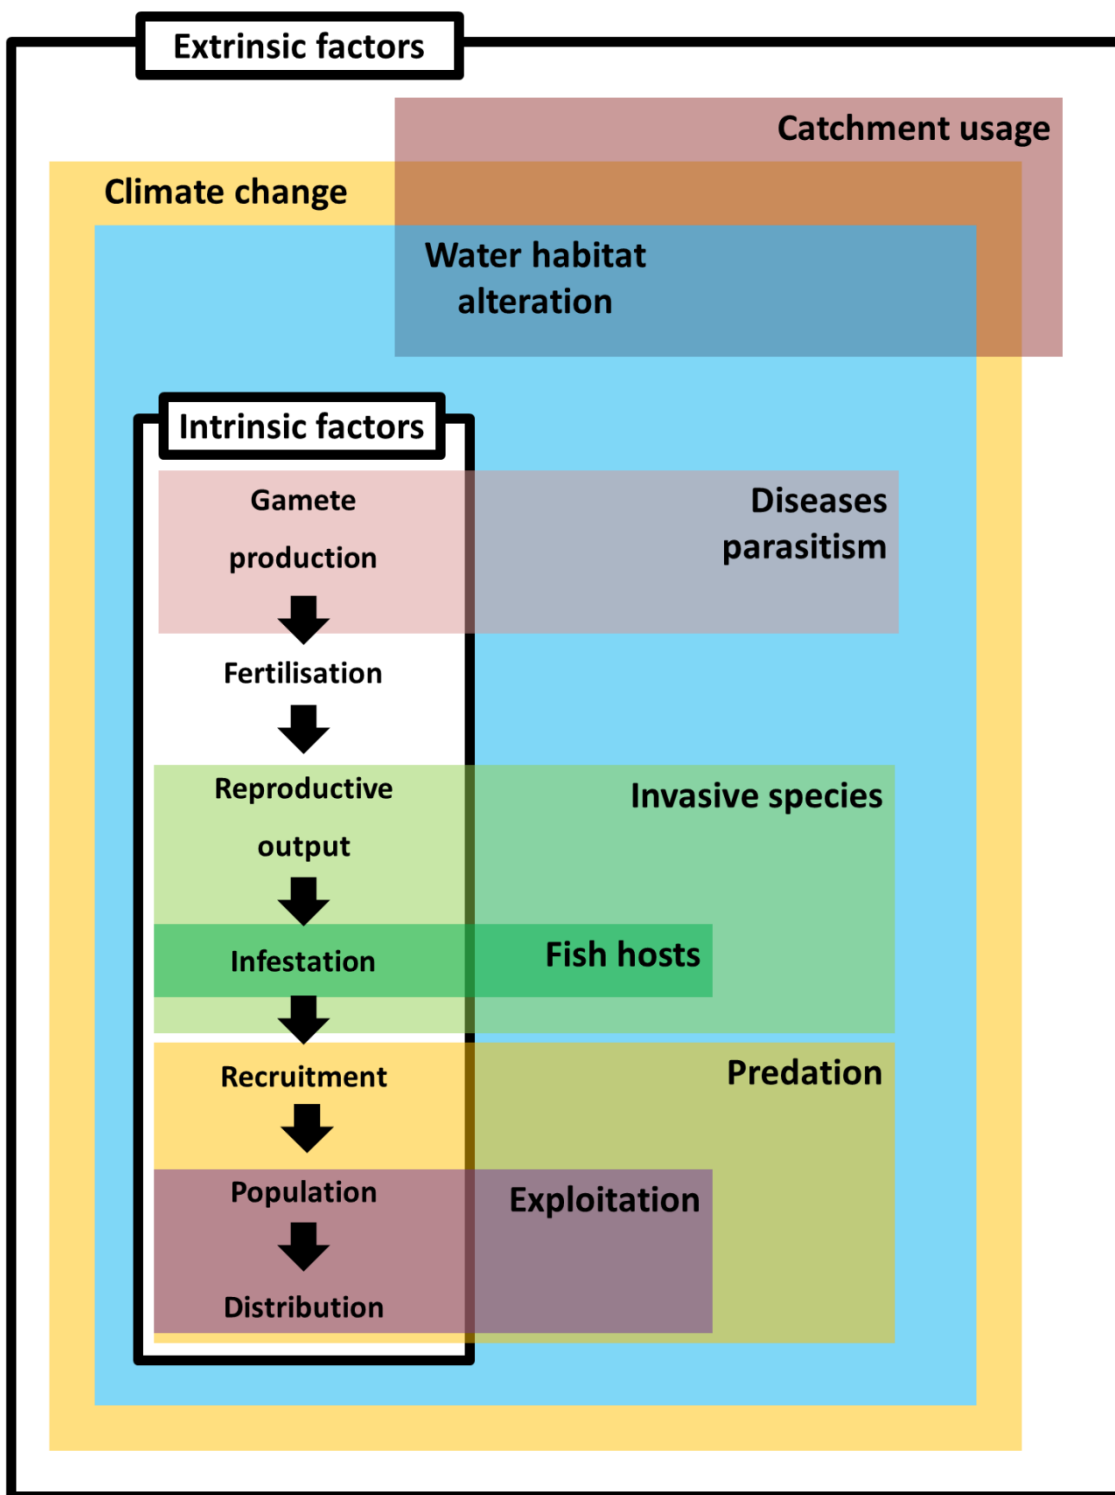 Extrinsic factors
Catchment usage
Climate change
Water habitat
alteration
Intrinsic factors
Gamete
production
Diseases
parasitism
Fertilisation
Reproductive
output
Invasive species
Infestation
Fish hosts
Recruitment
Predation
Population
Exploitation
Distribution